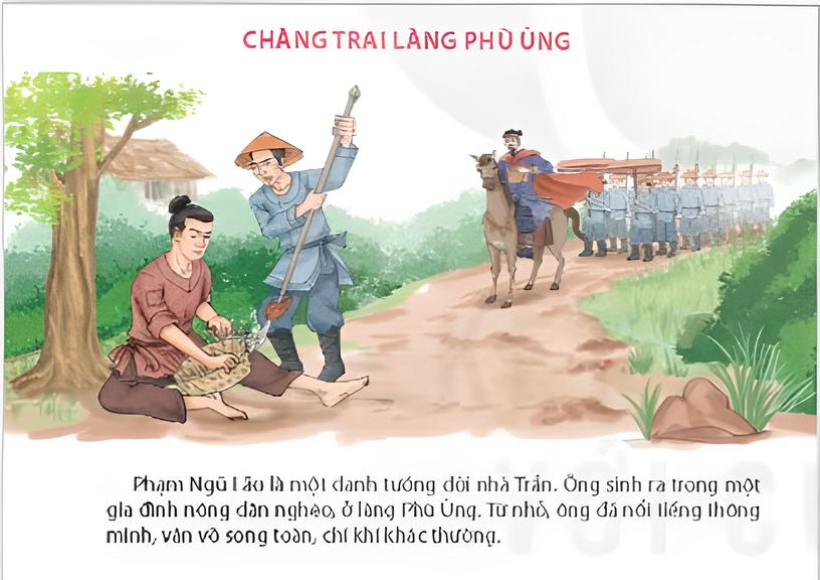 CHÀNG TRAI LÀNG PHÙ ỦNG
Phạm Ngũ Lão là một danh tướng đời nhà Trần. Ông sinh ra trong một
gia đình nông dân nghèo, ở làng Phù Ủng. Từ nhỏ, ông đã nổi tiếng thông
minh, văn võ song toàn, chí khí khác thường.